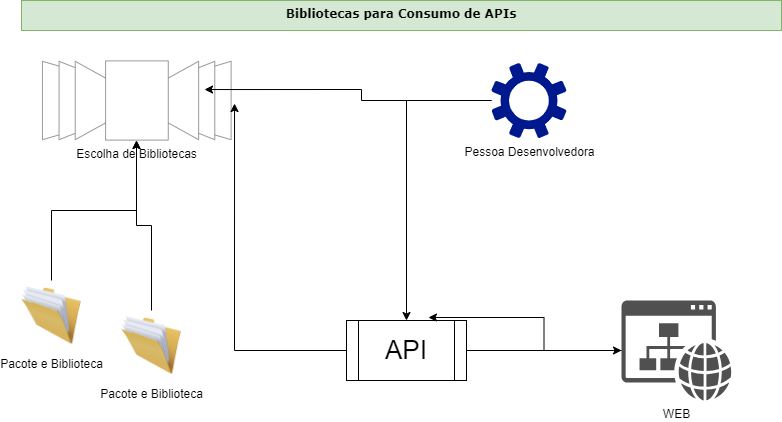 Bibliotecas para Consumo de APIs
Escolha de Bibliotecas
Pessoa Desenvolvedora
Pacote e Biblioteca
Pacote e Biblioteca
API
WEB